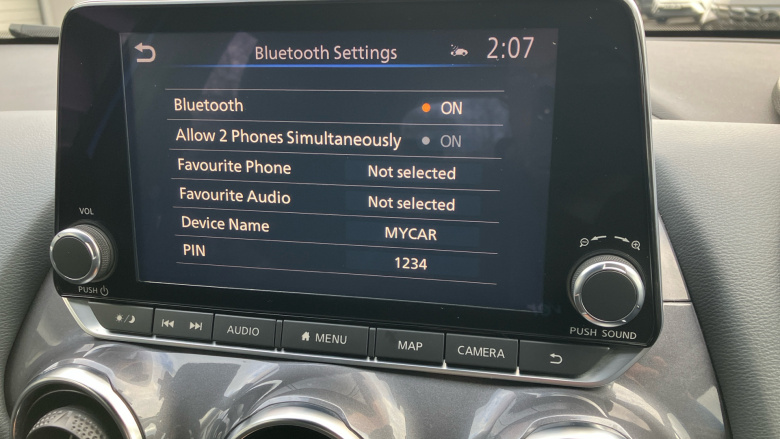 Bluetooth Settings 2:07
Bluetooth ON
Allow 2 Phones Simultaneously ON
Favourite Phone Not selected
Favourite Audio Not selected
Device Name MYCAR
PIN 1234
VOL
PUSH
PUSH SOUND
AUDIO MENU MAP CAMERA